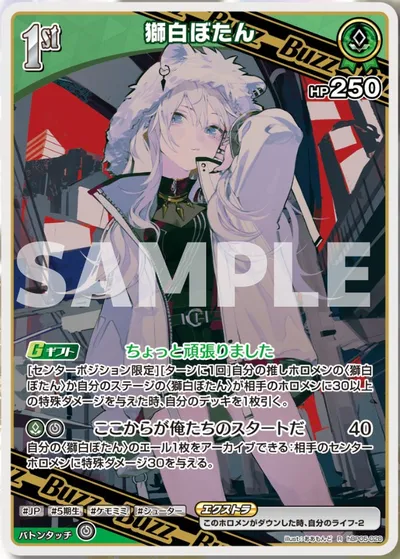 1st
獅白ぼたん
Buzz Buzz Buzz
HP250
SAMPLE
Gギフト ちょっと頑張りました
[センターポジション限定][ターンに1回]自分の推しホロメンの〈獅白
ぼたん〉か自分のステージの〈獅白ぼたん〉が相手のホロメンに30以上
の特殊ダメージを与えた時、自分のデッキを1枚引く。
ここからが俺たちのスタートだ 40
自分の〈獅白ぼたん〉のエール1枚をアーカイブできる:相手のセンター
ホロメンに特殊ダメージ30を与える。
#JP #5期生 #ケモミミ #シューター
エクストラ
このホロメンがダウンした時、自分のライフ-2
バトンタッチ
Buzz Buzz Buzz